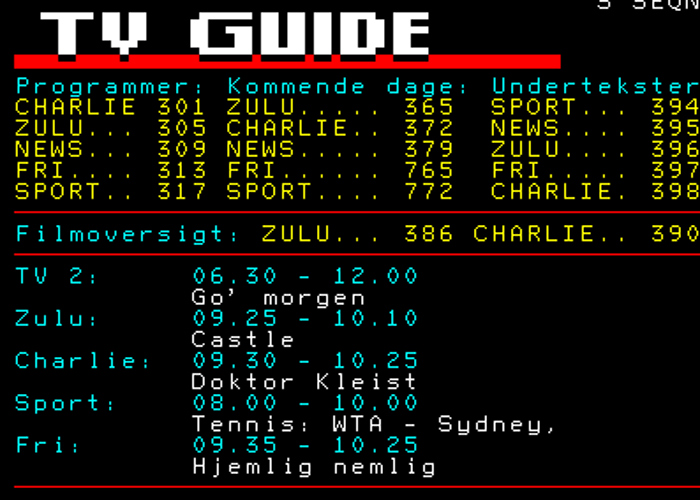 S SEQN
TV GUIDE
Programmer: Kommende dage: Undertekster
CHARLIE 301 ZULU..... 365 SPORT... 394
ZULU... 305 CHARLIE.. 372 NEWS.... 395
NEWS... 309 NEWS..... 379 ZULU.... 396
FRI.... 313 FRI...... 765 FRI..... 397
SPORT.. 317 SPORT.... 772 CHARLIE. 398
Filmoversigt: ZULU... 386 CHARLIE.. 390
TV 2: 06.30 - 12.00
Go' morgen
Zulu: 09.25 - 10.10
Castle
Charlie: 09.30 - 10.25
Doktor Kleist
Sport: 08.00 - 10.00
Tennis: WTA - Sydney,
Fri: 09.35 - 10.25
Hjemlig nemlig